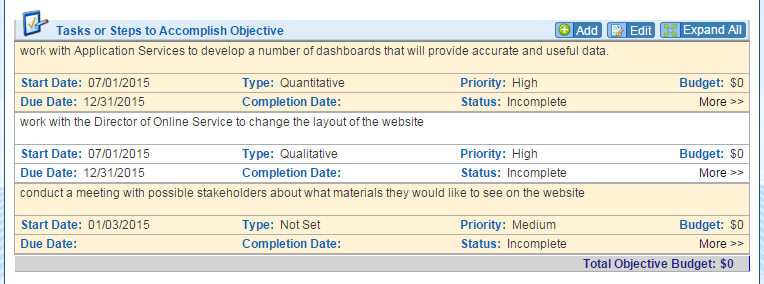 Tasks or Steps to Accomplish Objective Add Edit Expand All
work with Application Services to develop a number of dashboards that will provide accurate and useful data.
Start Date: 07/01/2015 Type: Quantitative Priority: High Budget: $0
Due Date: 12/31/2015 Completion Date: Status: Incomplete More >>
work with the Director of Online Service to change the layout of the website
Start Date: 07/01/2015 Type: Qualitative Priority: High Budget: $0
Due Date: 12/31/2015 Completion Date: Status: Incomplete More >>
conduct a meeting with possible stakeholders about what materials they would like to see on the website
Start Date: 01/03/2015 Type: Not Set Priority: Medium Budget: $0
Due Date: Completion Date: Status: Incomplete More >>
Total Objective Budget: $0